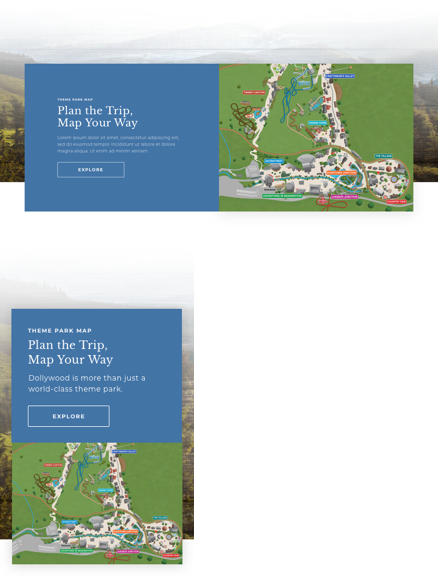 THEME PARK MAP
Plan the Trip,
Map Your Way
Lorem ipsum dolor sit amet, consectetur adipiscing elit,
sed do eiusmod tempor incididunt ut labore et dolore
magna aliqua. Ut enim ad minim veniam.
EXPLORE
THEME PARK MAP
Plan the Trip,
Map Your Way
Dollywood is more than just a
world-class theme park.
EXPLORE